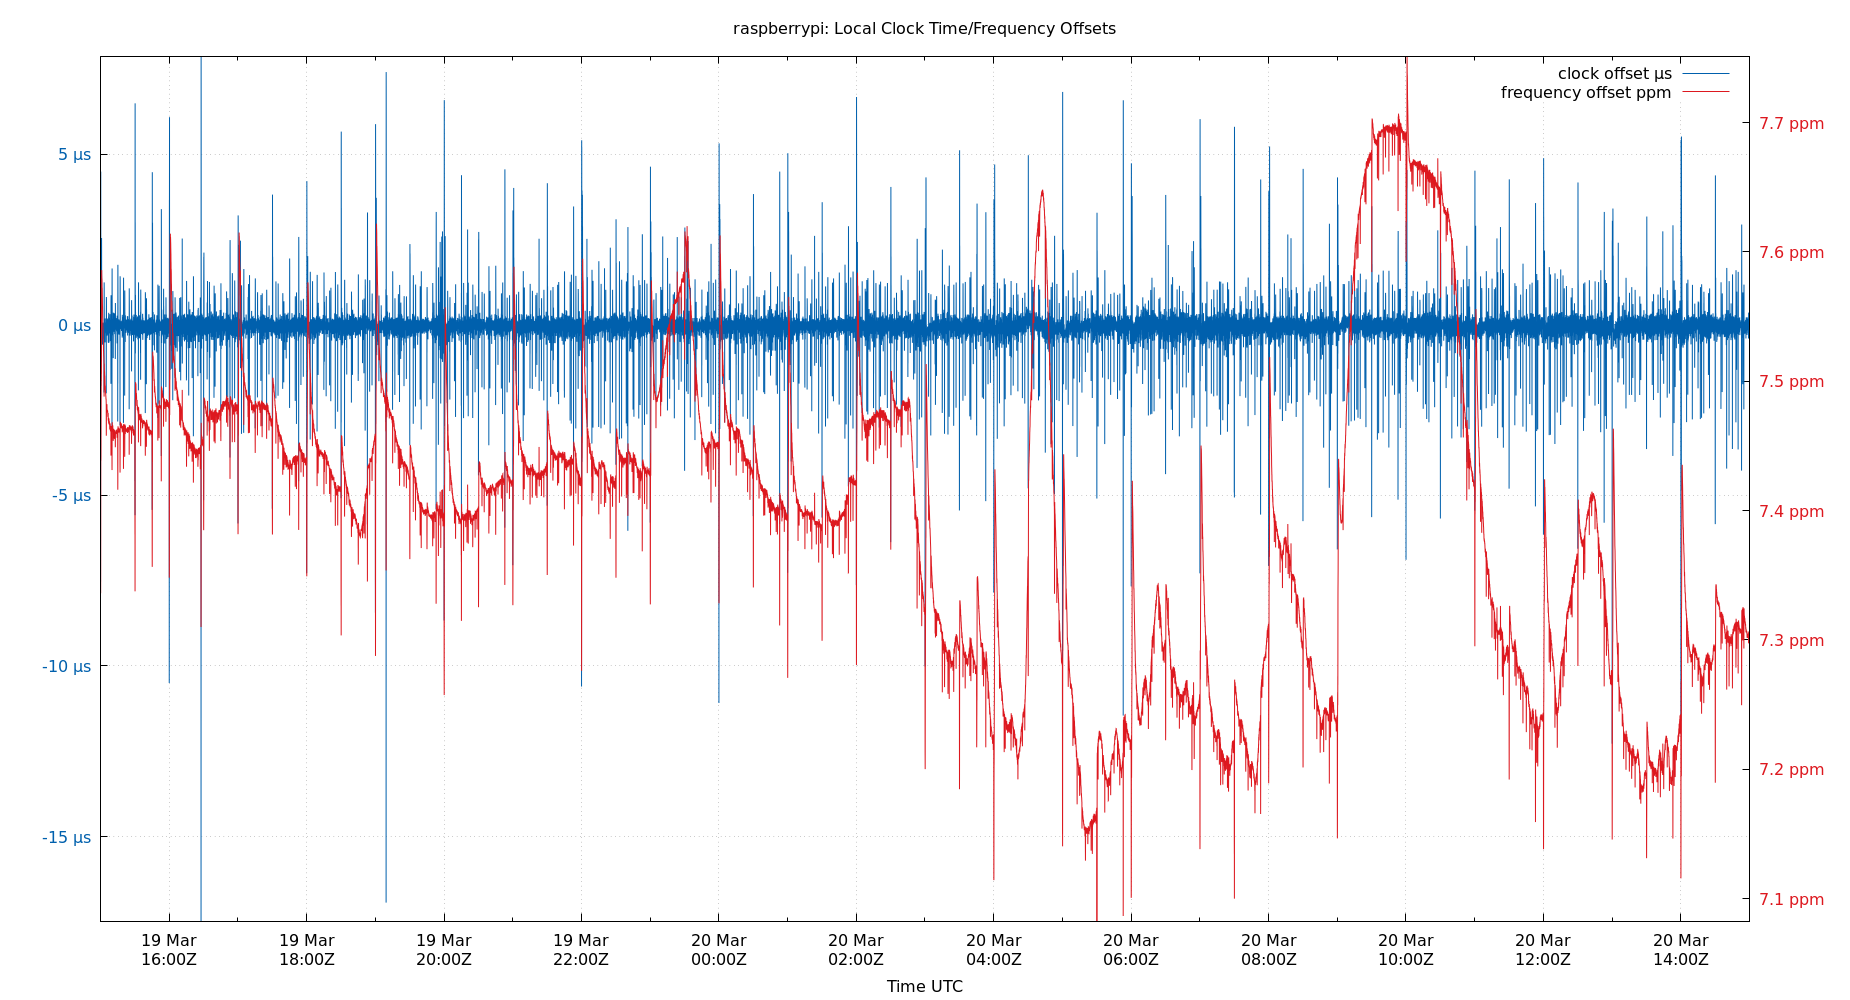 raspberrypi: Local Clock Time/Frequency Offsets
clock offset µs
frequency offset ppm
5 µs
0 µs
-5 µs
-10 µs
-15 µs
7.7 ppm
7.6 ppm
7.5 ppm
7.4 ppm
7.3 ppm
7.2 ppm
7.1 ppm
19 Mar 19 Mar 19 Mar 19 Mar 20 Mar 20 Mar 20 Mar 20 Mar 20 Mar 20 Mar 20 Mar 20 Mar
16:00Z 18:00Z 20:00Z 22:00Z 00:00Z 02:00Z 04:00Z 06:00Z 08:00Z 10:00Z 12:00Z 14:00Z
Time UTC